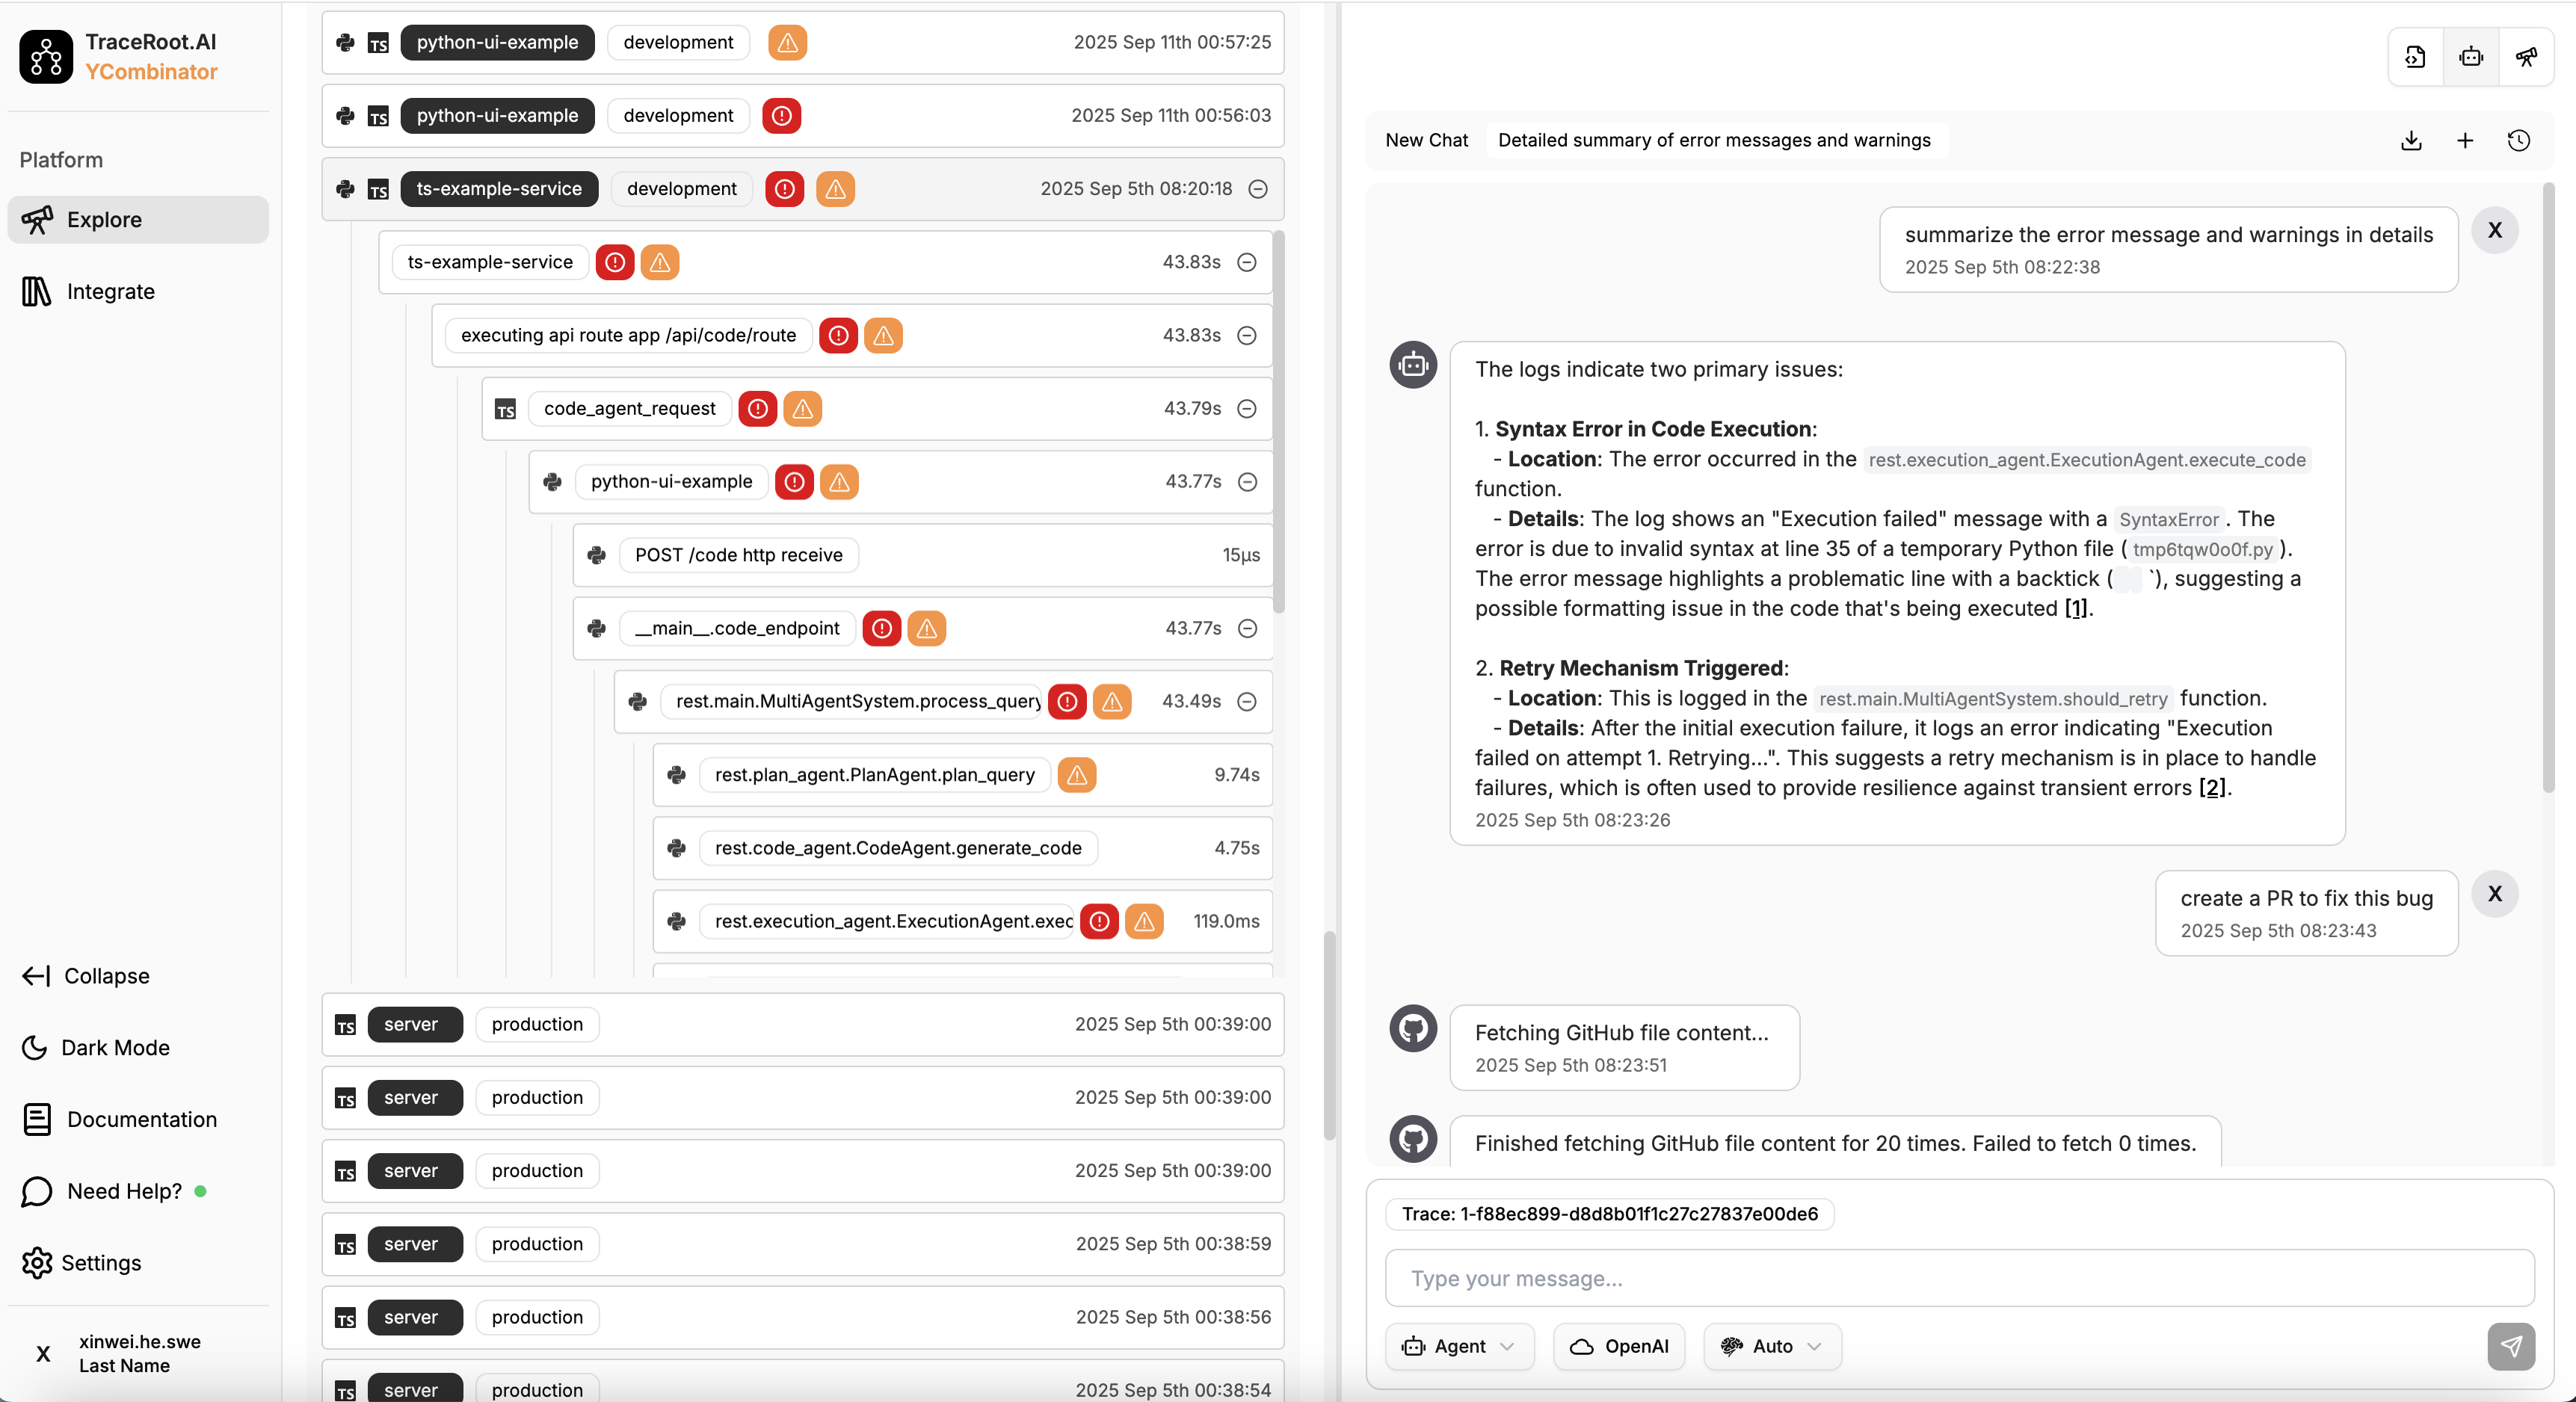 TraceRoot.AI
YCombinator
Platform
Explore
Integrate
Collapse
Dark Mode
Documentation
Need Help?
Settings
X
xinwei.he.swe
Last Name
TS python-ui-example development 2025 Sep 11th 00:57:25
TS python-ui-example development 2025 Sep 11th 00:56:03
TS ts-example-service development 2025 Sep 5th 08:20:18
ts-example-service 43.83s
executing api route app /api/code/route 43.83s
TS code_agent_request 43.79s
python-ui-example 43.77s
POST /code http receive 15μs
__main__.code_endpoint 43.77s
rest.main.MultiAgentSystem.process_query 43.49s
rest.plan_agent.PlanAgent.plan_query 9.74s
rest.code_agent.CodeAgent.generate_code 4.75s
rest.execution_agent.ExecutionAgent.exec 119.0ms
TS server production 2025 Sep 5th 00:39:00
TS server production 2025 Sep 5th 00:39:00
TS server production 2025 Sep 5th 00:39:00
TS server production 2025 Sep 5th 00:38:59
TS server production 2025 Sep 5th 00:38:56
TS server production 2025 Sep 5th 00:38:54
New Chat Detailed summary of error messages and warnings
summarize the error message and warnings in details
2025 Sep 5th 08:22:38
X
The logs indicate two primary issues:
1. Syntax Error in Code Execution:
- Location: The error occurred in the rest.execution_agent.ExecutionAgent.execute_code
function.
- Details: The log shows an "Execution failed" message with a SyntaxError. The
error is due to invalid syntax at line 35 of a temporary Python file (tmp6tqw0o0f.py).
The error message highlights a problematic line with a backtick ( `), suggesting a
possible formatting issue in the code that's being executed [1].
2. Retry Mechanism Triggered:
- Location: This is logged in the rest.main.MultiAgentSystem.should_retry function.
- Details: After the initial execution failure, it logs an error indicating "Execution
failed on attempt 1. Retrying...". This suggests a retry mechanism is in place to handle
failures, which is often used to provide resilience against transient errors [2].
2025 Sep 5th 08:23:26
create a PR to fix this bug
2025 Sep 5th 08:23:43
X
Fetching GitHub file content...
2025 Sep 5th 08:23:51
Finished fetching GitHub file content for 20 times. Failed to fetch 0 times.
Trace: 1-f88ec899-d8d8b01f1c27c27837e00de6
Type your message...
Agent OpenAI Auto